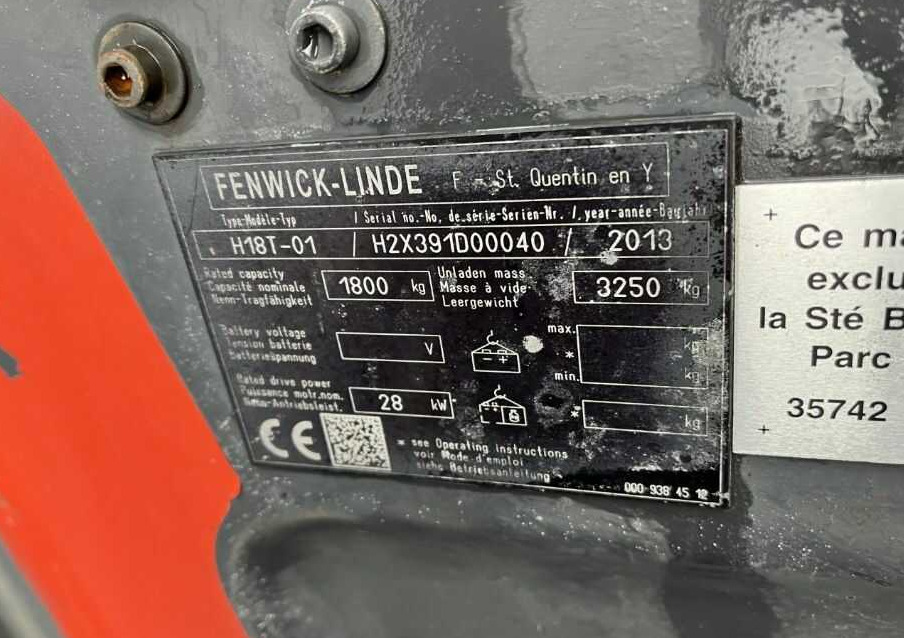 FENWICK-LINDE F - St. Quentin en Y
Type-Modèle-Typ / Serial no.-No. de série-Serien-Nr. / year-année-Baujahr
H18T-01 / H2X391D00040 / 2013
Rated capacity
Capacité nominale
Nenn-Tragfähigkeit
1800 kg
Unladen mass
Masse à vide
Leergewicht
3250 kg
Battery voltage
Tension batterie
Batteriespannung
V
max. kg
*
min. kg
Rated drive power
Puissance motr.nom.
Nenn-Antriebsleist.
28 kW
* kg
CE
* see Operating instructions
voir Mode d'emploi
siehe Betriebsanleitung
000 938 45 12
+
Ce ma
exclu
la Sté B
Parc
35742
+